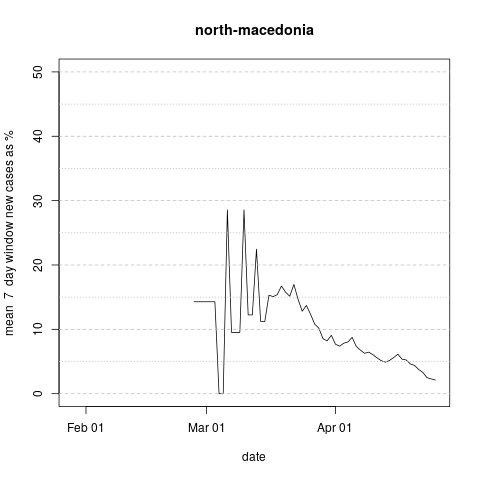 north-macedonia
mean  7  day window new cases as %
50
40
30
20
10
0
Feb 01
Mar 01
Apr 01
date